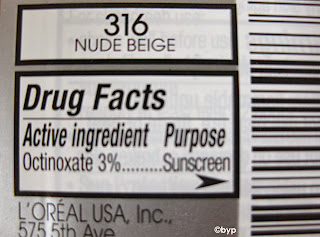 316
NUDE BEIGE
Drug Facts
Active ingredient Purpose
Octinoxate 3%.........Sunscreen
L'ORÉAL USA, Inc.,
575 5th Ave
©byp